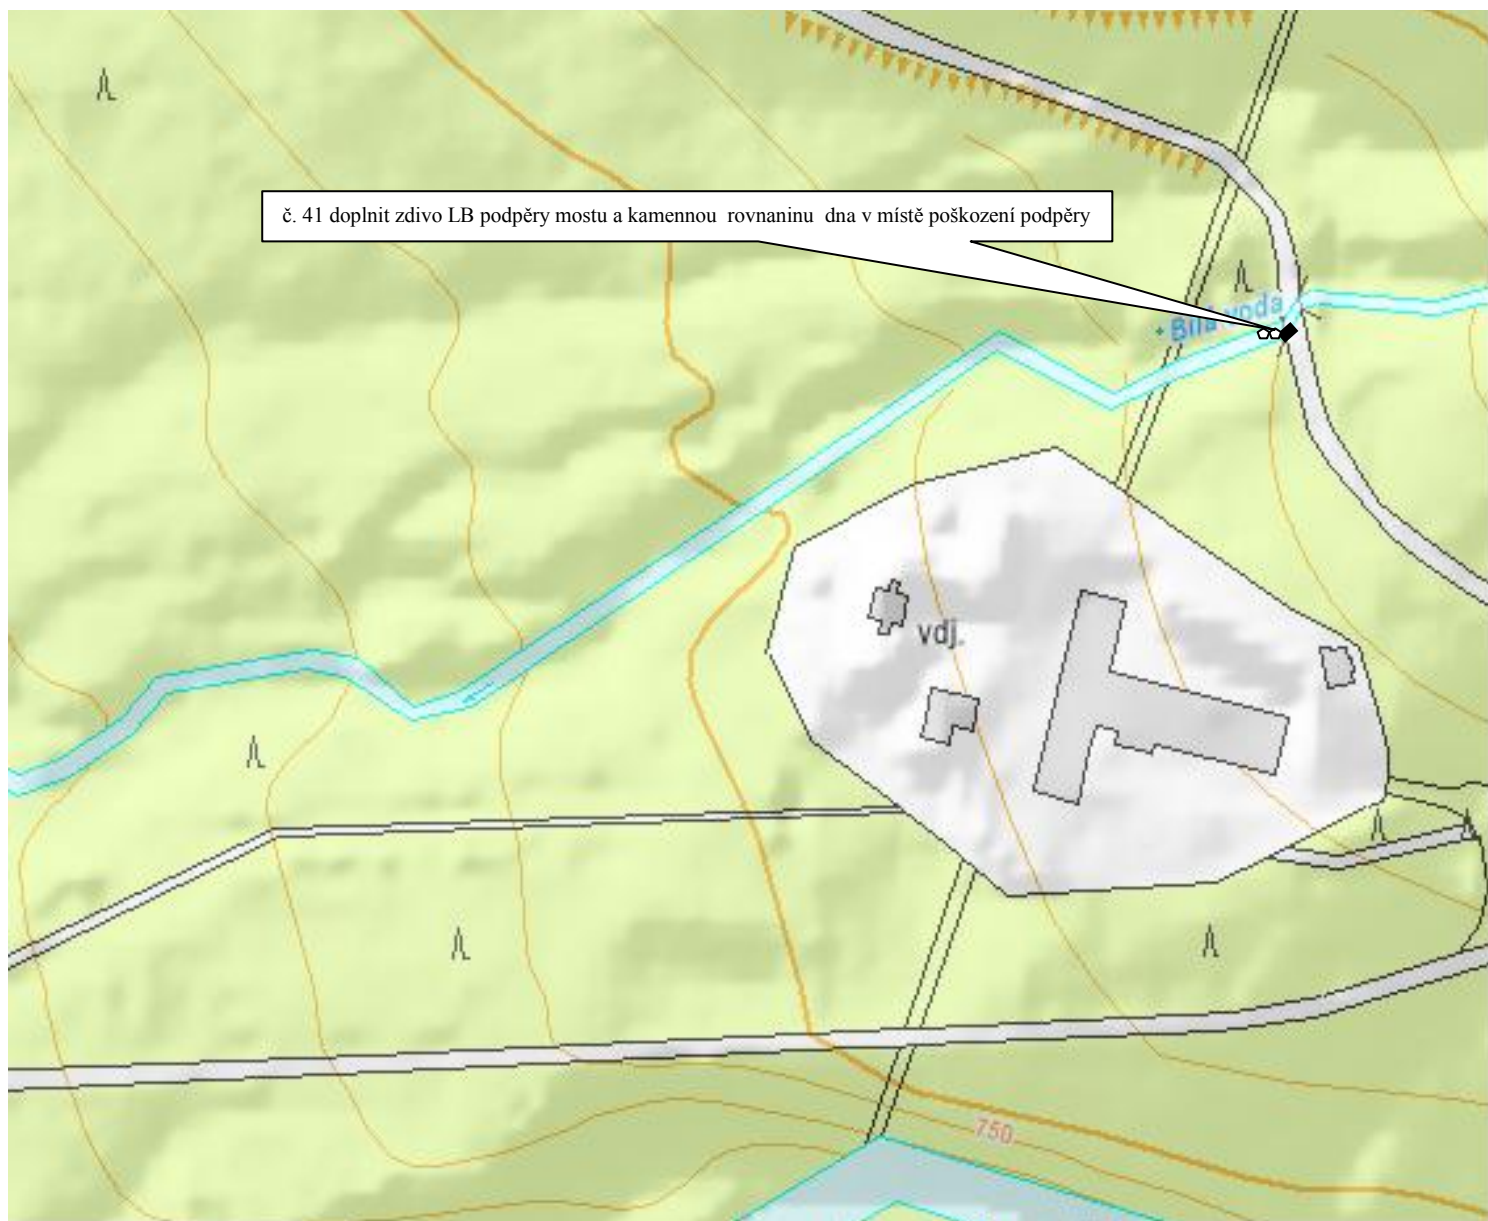 č. 41 doplnit zdivo LB podpěry mostu a kamennou rovnaninu dna v místě poškození podpěry
Bílá voda
vdj.
750